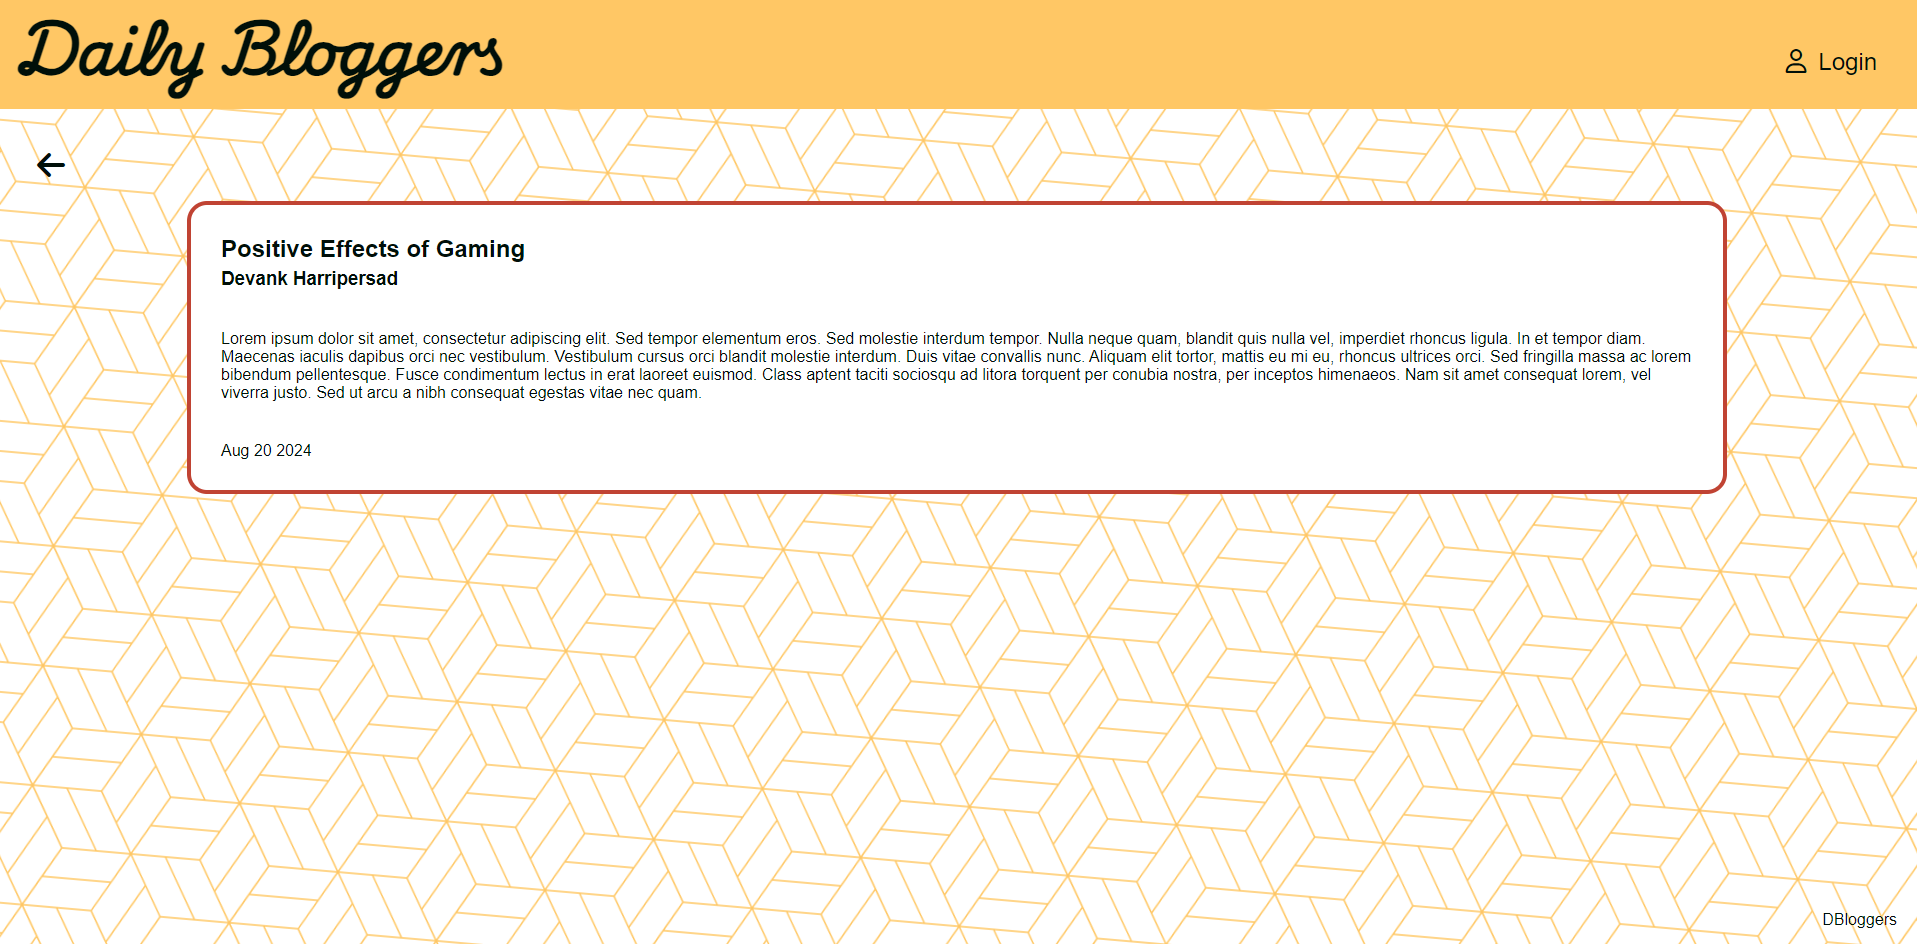 Daily Bloggers
Login
Positive Effects of Gaming
Devank Harripersad
Lorem ipsum dolor sit amet, consectetur adipiscing elit. Sed tempor elementum eros. Sed molestie interdum tempor. Nulla neque quam, blandit quis nulla vel, imperdiet rhoncus ligula. In et tempor diam.
Maecenas iaculis dapibus orci nec vestibulum. Vestibulum cursus orci blandit molestie interdum. Duis vitae convallis nunc. Aliquam elit tortor, mattis eu mi eu, rhoncus ultrices orci. Sed fringilla massa ac lorem
bibendum pellentesque. Fusce condimentum lectus in erat laoreet euismod. Class aptent taciti sociosqu ad litora torquent per conubia nostra, per inceptos himenaeos. Nam sit amet consequat lorem, vel
viverra justo. Sed ut arcu a nibh consequat egestas vitae nec quam.
Aug 20 2024
DBloggers